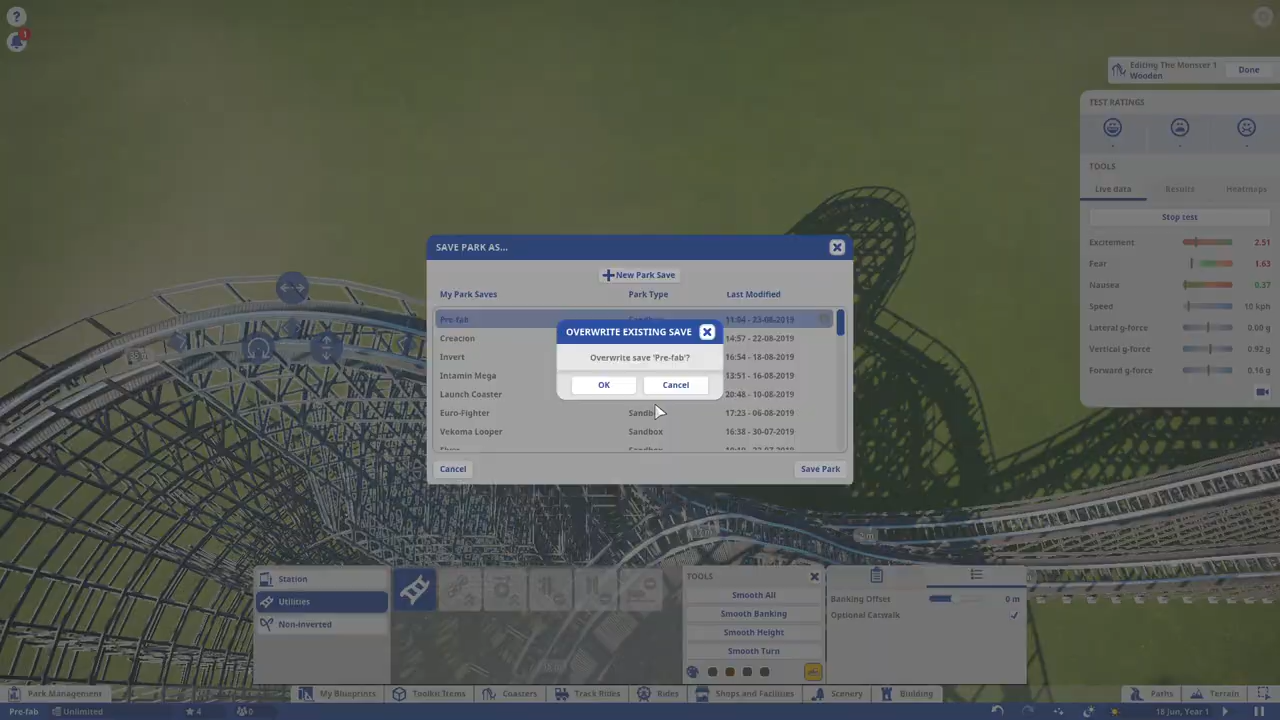 ?
1
Editing The Monster 1
Wooden
Done
TEST RATINGS
- - -
TOOLS
Live data Results Heatmaps
Stop test
Excitement 2.51
Fear 1.63
Nausea 0.37
Speed 10 kph
Lateral g-force 0.00 g
Vertical g-force 0.92 g
Forward g-force 0.16 g
SAVE PARK AS...
New Park Save
My Park Saves Park Type Last Modified
Pre-fab Sandbox 11:04 - 23-08-2019
Creacion 14:57 - 22-08-2019
Invert 16:54 - 18-08-2019
Intamin Mega 13:51 - 16-08-2019
Launch Coaster 20:48 - 10-08-2019
Euro-Fighter Sandbox 17:23 - 06-08-2019
Vekoma Looper Sandbox 16:38 - 30-07-2019
Sandbox
Cancel Save Park
OVERWRITE EXISTING SAVE
Overwrite save 'Pre-fab'?
OK Cancel
Station
Utilities
Non-inverted
TOOLS
Smooth All
Smooth Banking
Smooth Height
Smooth Turn
Banking Offset 0 m
Optional Catwalk
Park Management My Blueprints Toolkit Items Coasters Track Rides Rides Shops and Facilities Scenery Building Paths Terrain
Pre-fab Unlimited 4 0 18 Jun, Year 1